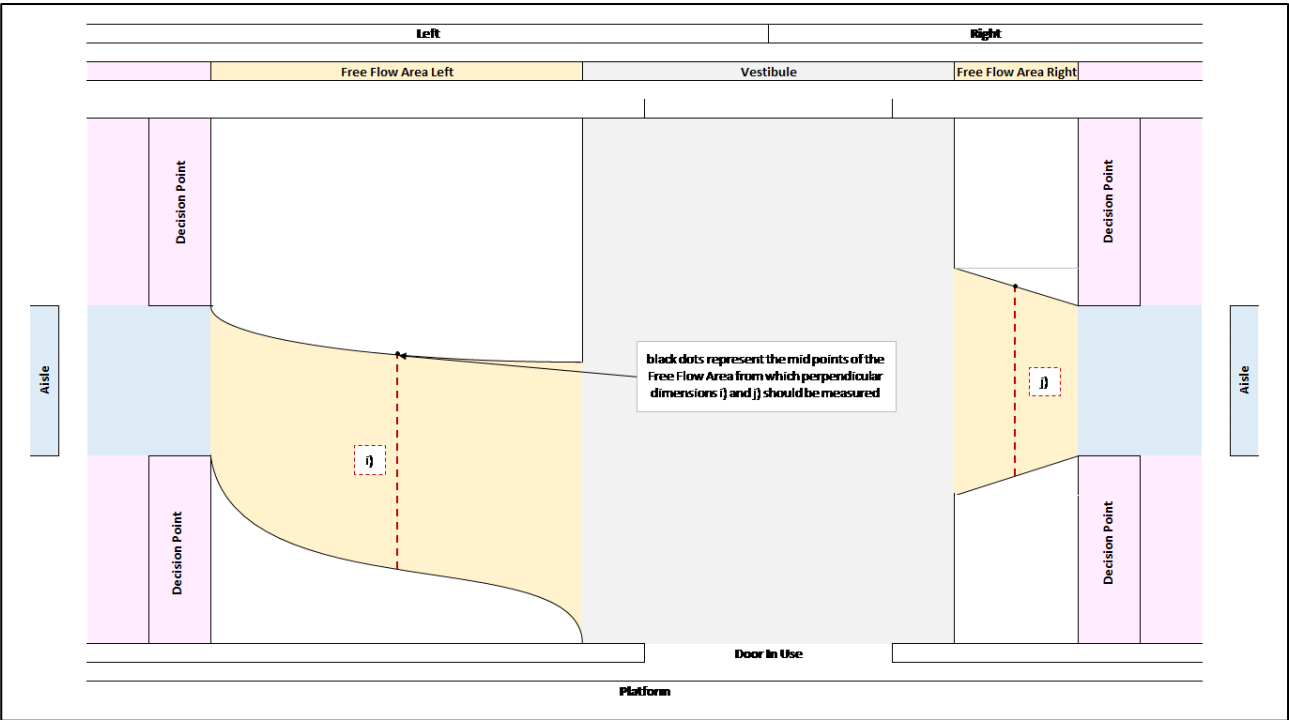 Left
Right
Free Flow Area Left
Vestibule
Free Flow Area Right
Decision Point
Decision Point
Aisle
black dots represent the mid points of the
Free Flow Area from which perpendicular
dimensions i) and j) should be measured
i)
j)
Aisle
Decision Point
Decision Point
Door In Use
Platform